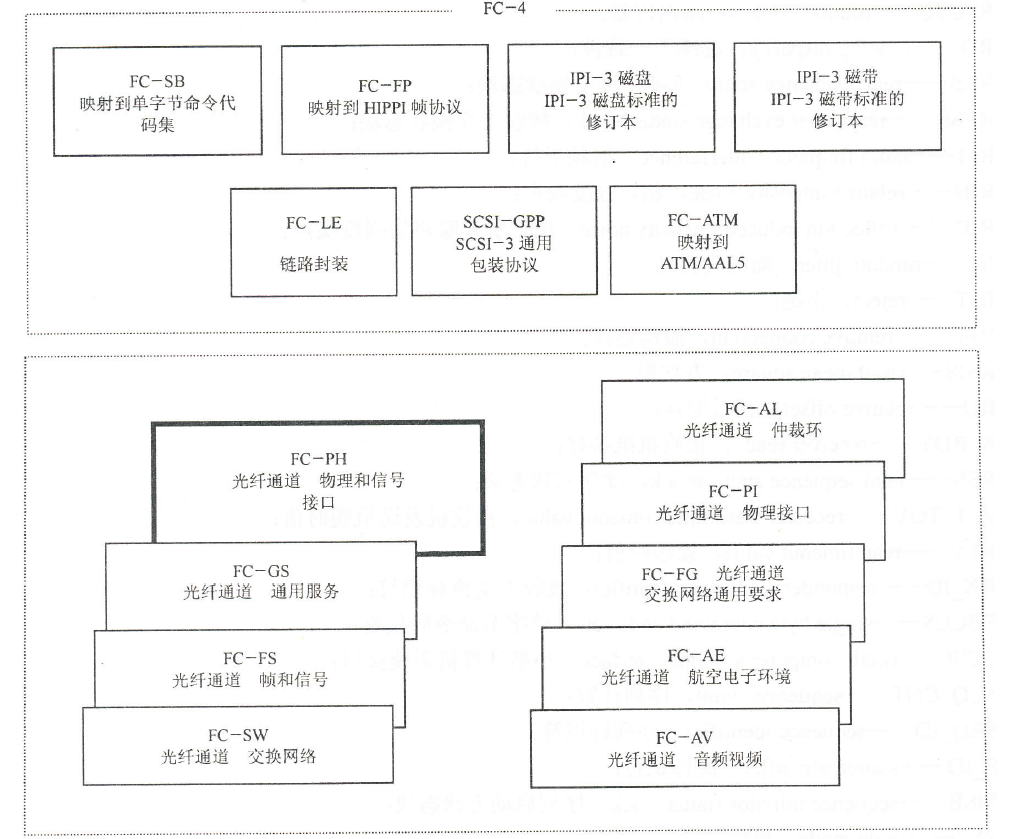 FC-4
FC-SB
映射到单字节命令代
码集
FC-FP
映射到 HIPPI 帧协议
IPI-3 磁盘
IPI-3 磁盘标准的
修订本
IPI-3 磁带
IPI-3 磁带标准的
修订本
FC-LE
链路封装
SCSI-GPP
SCSI-3 通用
包装协议
FC-ATM
映射到
ATM/AAL5
FC-PH
光纤通道 物理和信号
接口
FC-GS
光纤通道 通用服务
FC-FS
光纤通道 帧和信号
FC-SW
光纤通道 交换网络
FC-AL
光纤通道 仲裁环
FC-PI
光纤通道 物理接口
FC-FG 光纤通道
交换网络通用要求
FC-AE
光纤通道 航空电子环境
FC-AV
光纤通道 音频视频